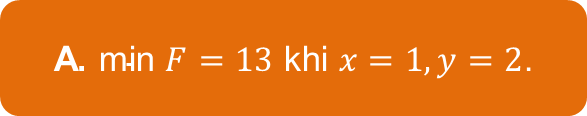 A. min F = 13 khi x = 1, y = 2.